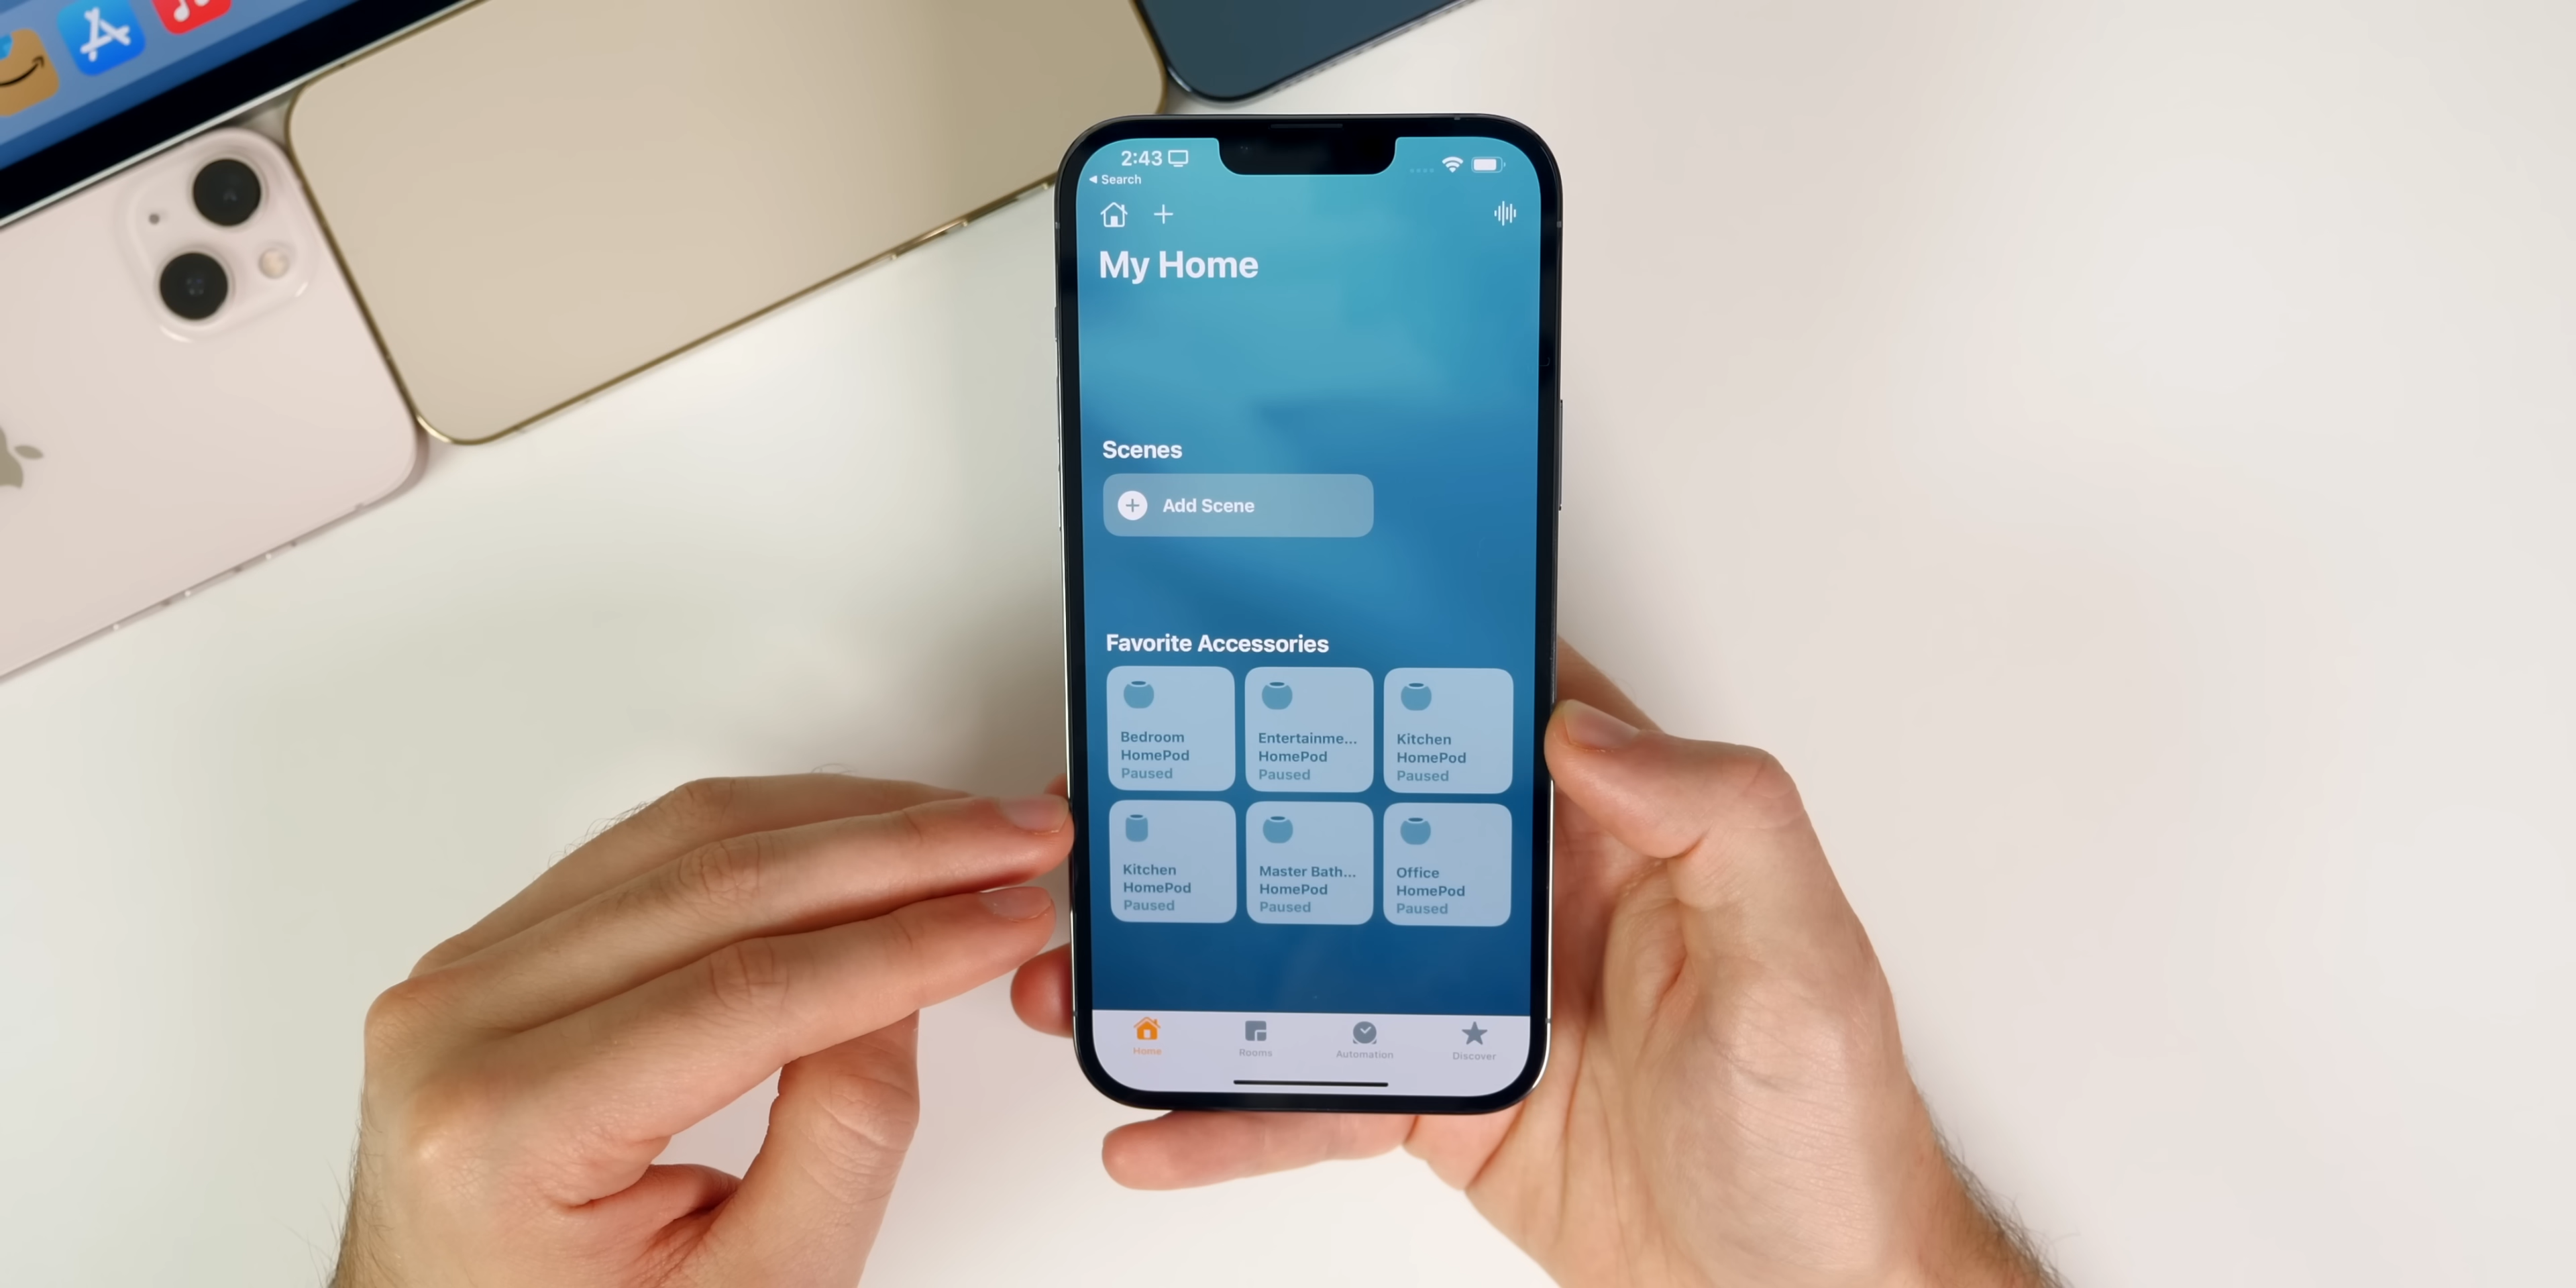 2:43
Search
My Home
Scenes
Add Scene
Favorite Accessories
Bedroom
HomePod
Paused
Entertainme...
HomePod
Paused
Kitchen
HomePod
Paused
Kitchen
HomePod
Paused
Master Bath...
HomePod
Paused
Office
HomePod
Paused
Home
Rooms
Automation
Discover